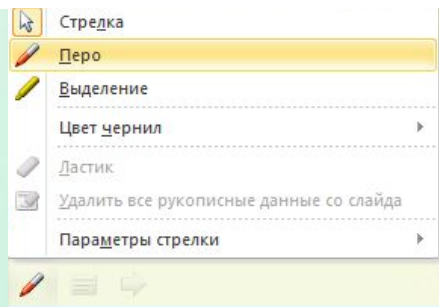 Стрелка
Перо
Выделение
Цвет чернил
Ластик
Удалить все рукописные данные со слайда
Параметры стрелки